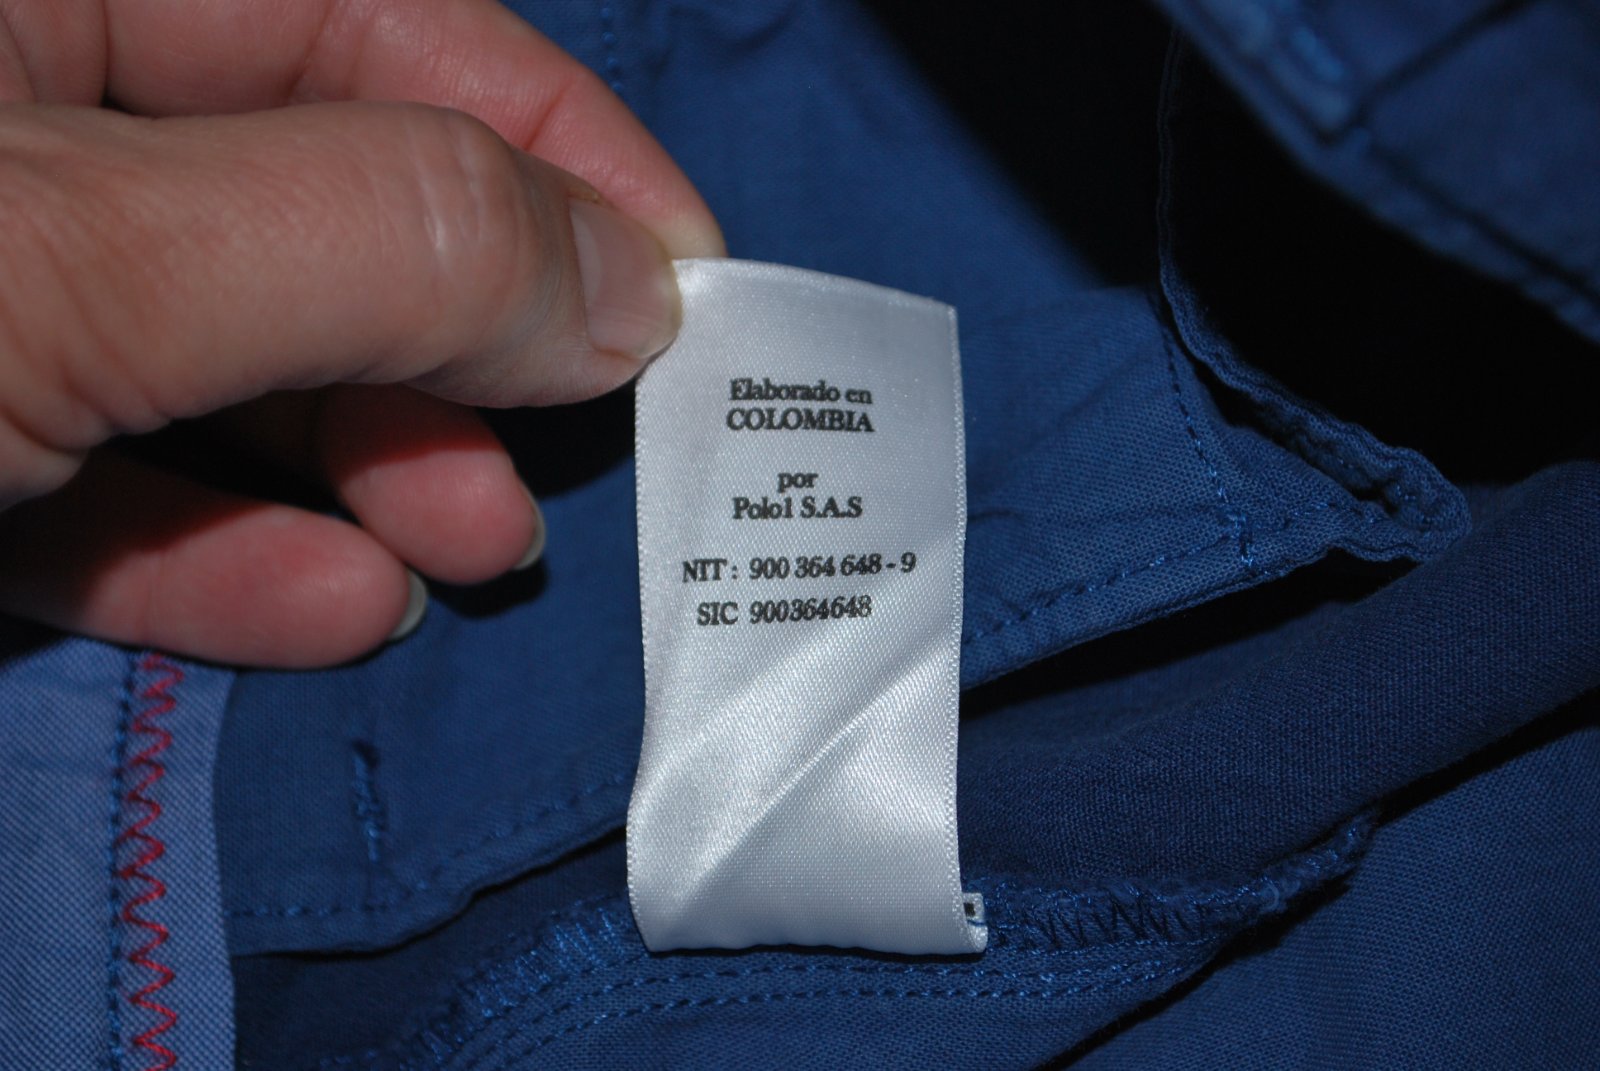 Elaborado en
COLOMBIA
por
Polo1 S.A.S
NIT : 900 364 648 - 9
SIC 900364648